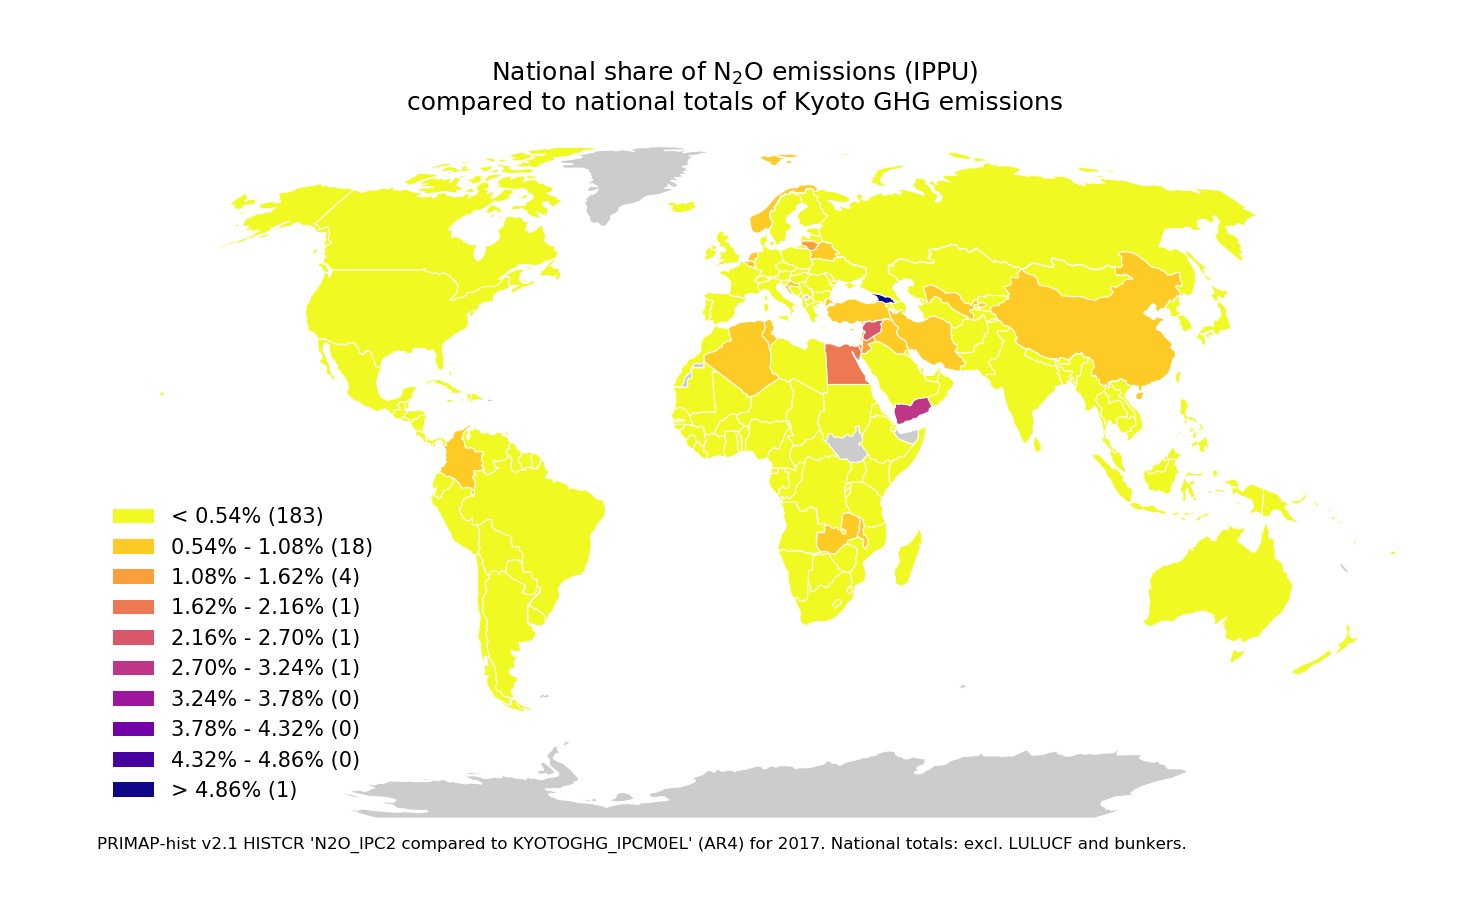 National share of N₂O emissions (IPPU)
compared to national totals of Kyoto GHG emissions
< 0.54% (183)
0.54% - 1.08% (18)
1.08% - 1.62% (4)
1.62% - 2.16% (1)
2.16% - 2.70% (1)
2.70% - 3.24% (1)
3.24% - 3.78% (0)
3.78% - 4.32% (0)
4.32% - 4.86% (0)
> 4.86% (1)
PRIMAP-hist v2.1 HISTCR 'N2O_IPC2 compared to KYOTOGHG_IPCM0EL' (AR4) for 2017. National totals: excl. LULUCF and bunkers.